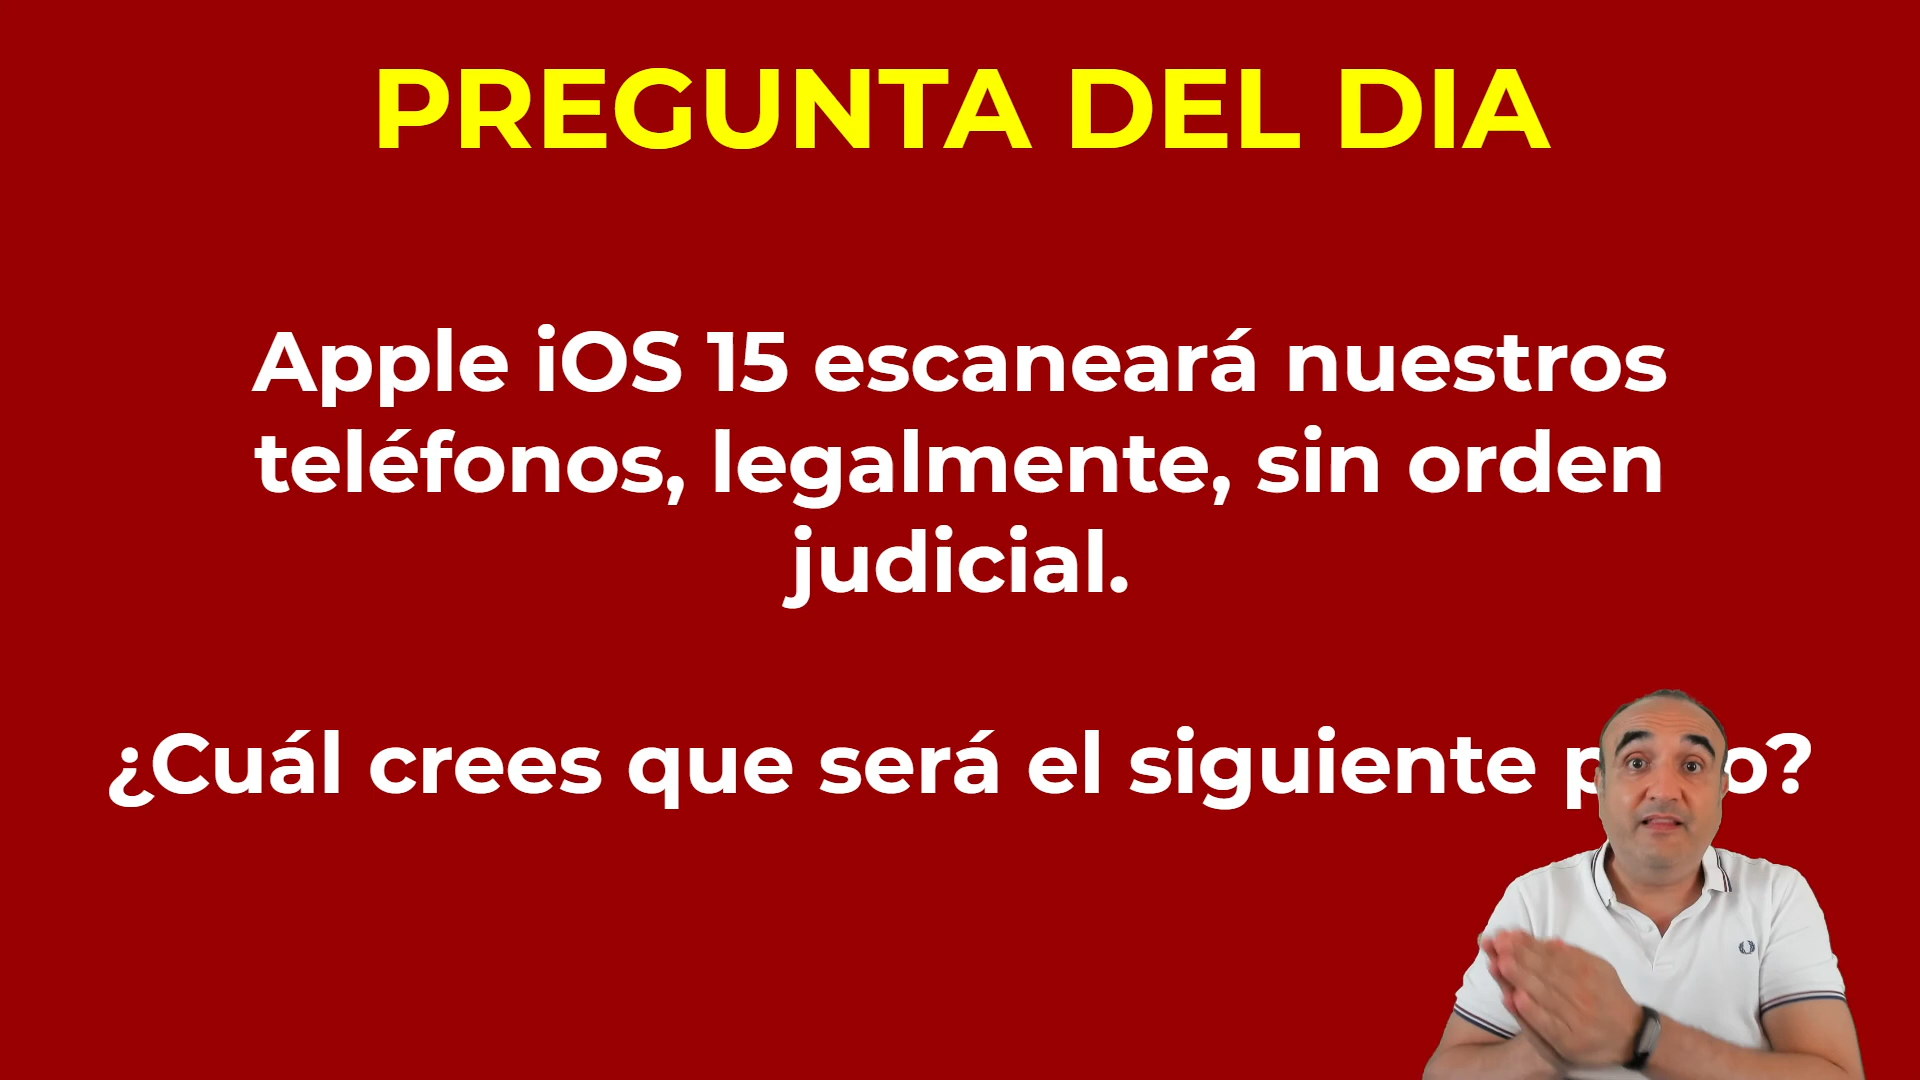 PREGUNTA DEL DIA
Apple iOS 15 escaneará nuestros
teléfonos, legalmente, sin orden
judicial.
¿Cuál crees que será el siguiente